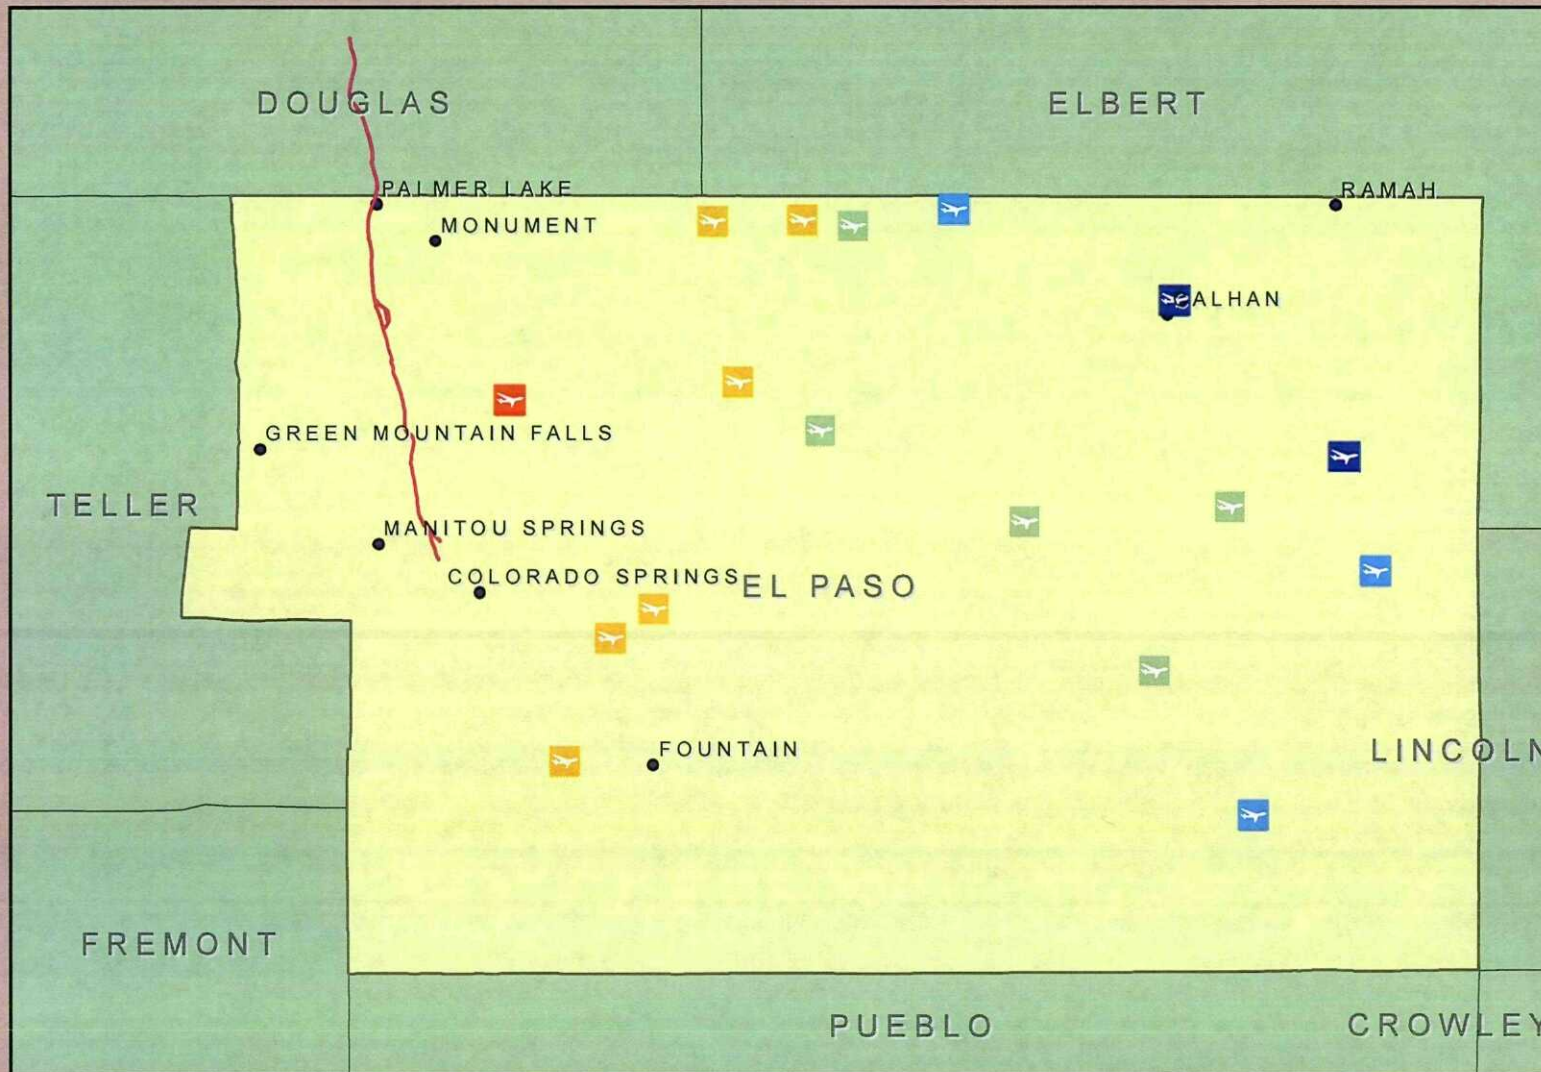 DOUGLAS
ELBERT
PALMER LAKE
RAMAH
MONUMENT
CALHAN
GREEN MOUNTAIN FALLS
TELLER
MANITOU SPRINGS
COLORADO SPRINGS
EL PASO
FOUNTAIN
LINCOLN
FREMONT
PUEBLO
CROWLEY